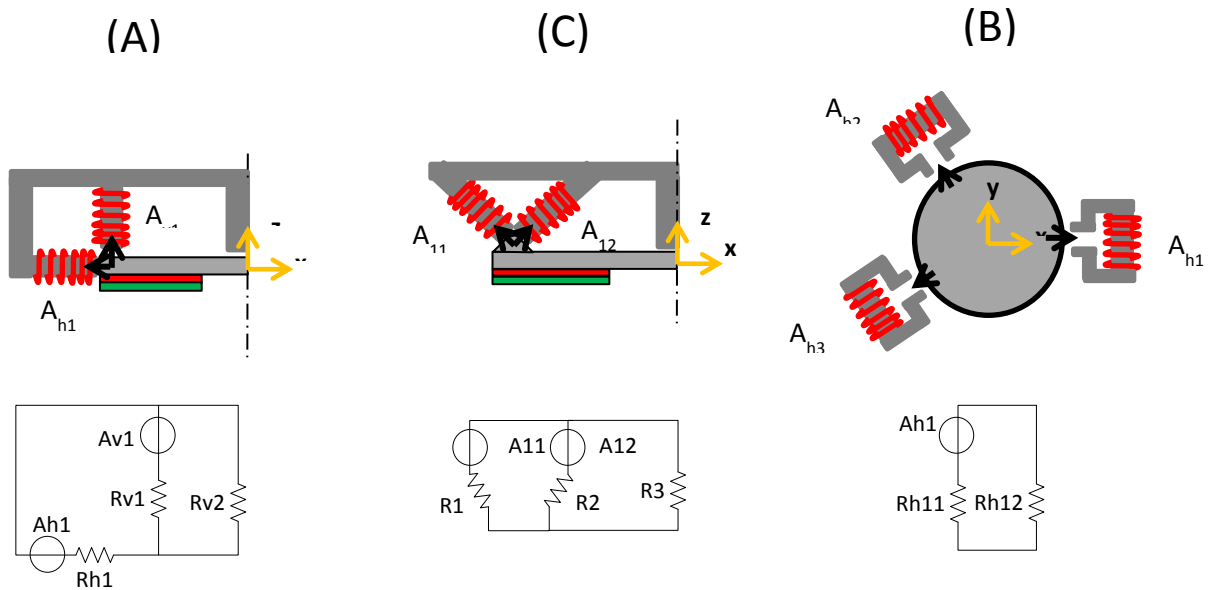 (A)
(C)
(B)
A
A h1
A 11
A 12
z
x
A h2
A h1
A h3
y
Av1
Rv1
Rv2
Ah1
Rh1
A11
A12
R1
R2
R3
Ah1
Rh11
Rh12